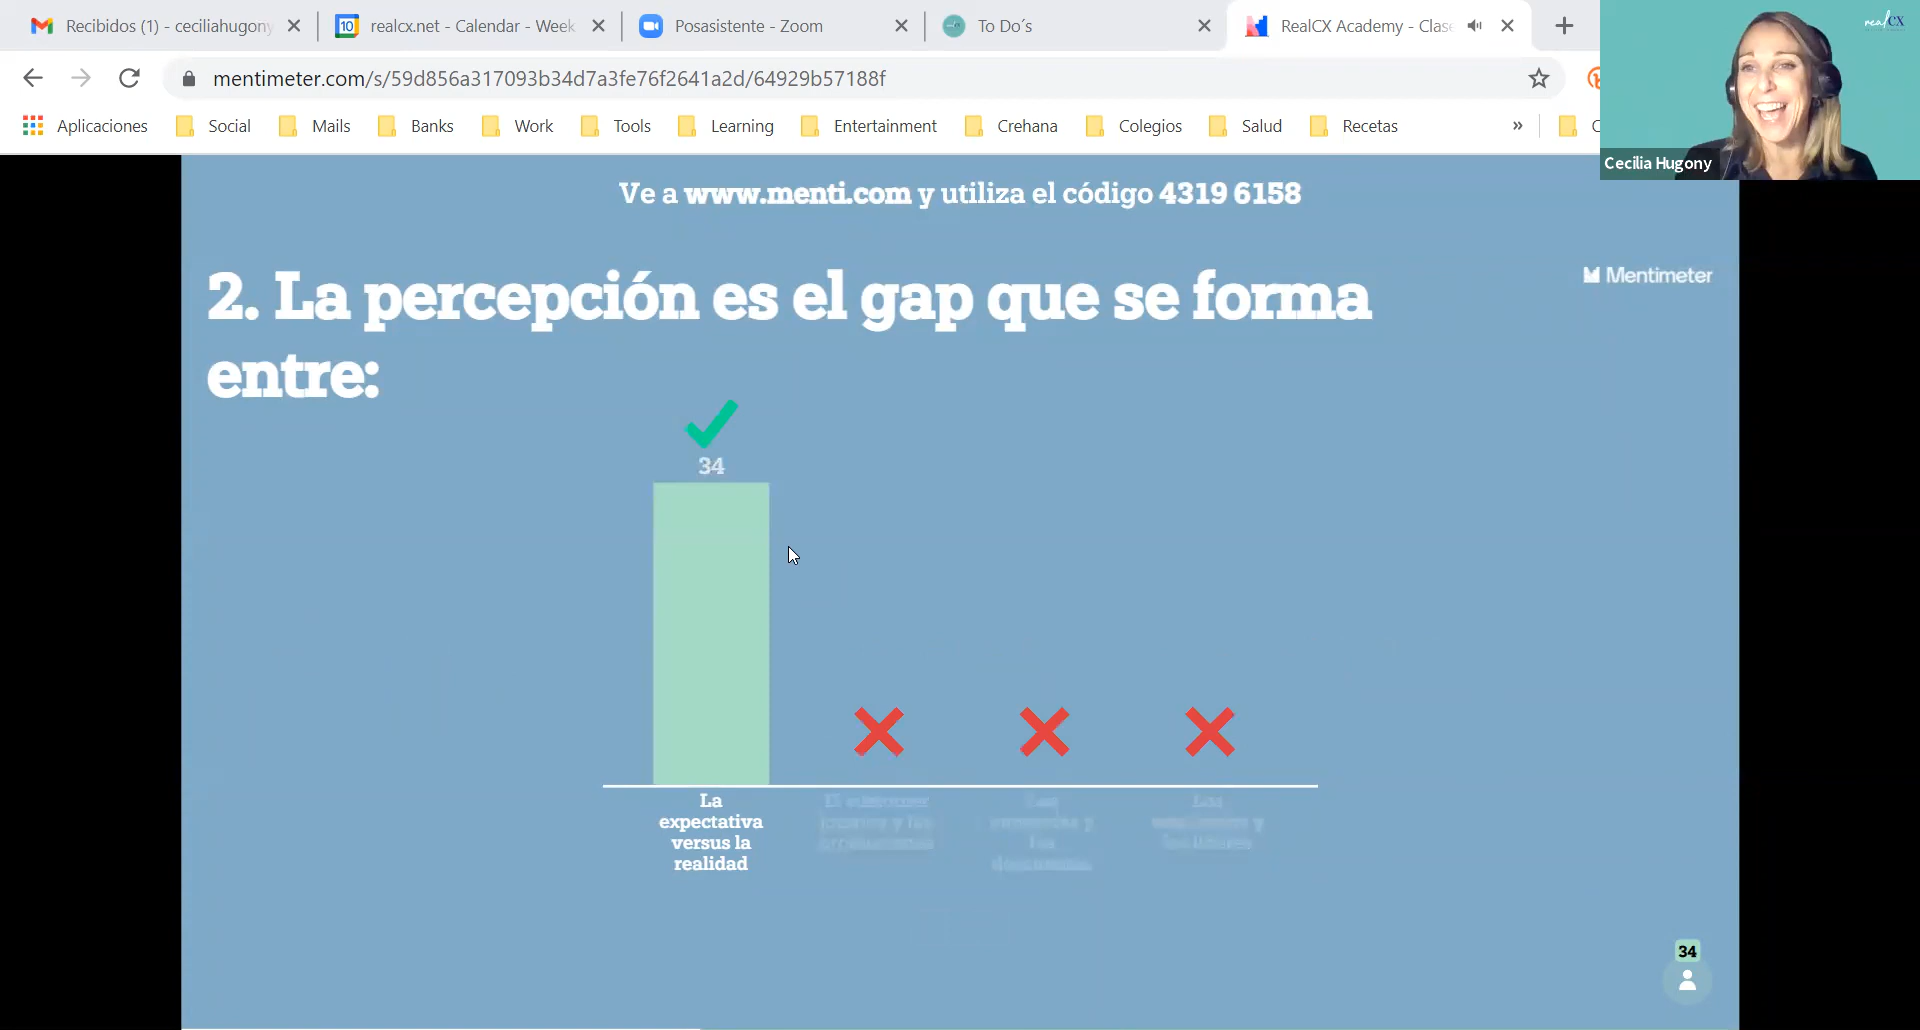 Recibidos (1) - ceciliahugony
realcx.net - Calendar - Week
Posasistente - Zoom
To Do´s
RealCX Academy - Clase
mentimeter.com/s/59d856a317093b34d7a3fe76f2641a2d/64929b57188f
Aplicaciones
Social
Mails
Banks
Work
Tools
Learning
Entertainment
Crehana
Colegios
Salud
Recetas
»
realCX
Cecilia Hugony
Ve a www.menti.com y utiliza el código 4319 6158
Mentimeter
2. La percepción es el gap que se forma
entre:
34
La
expectativa
versus la
realidad
34